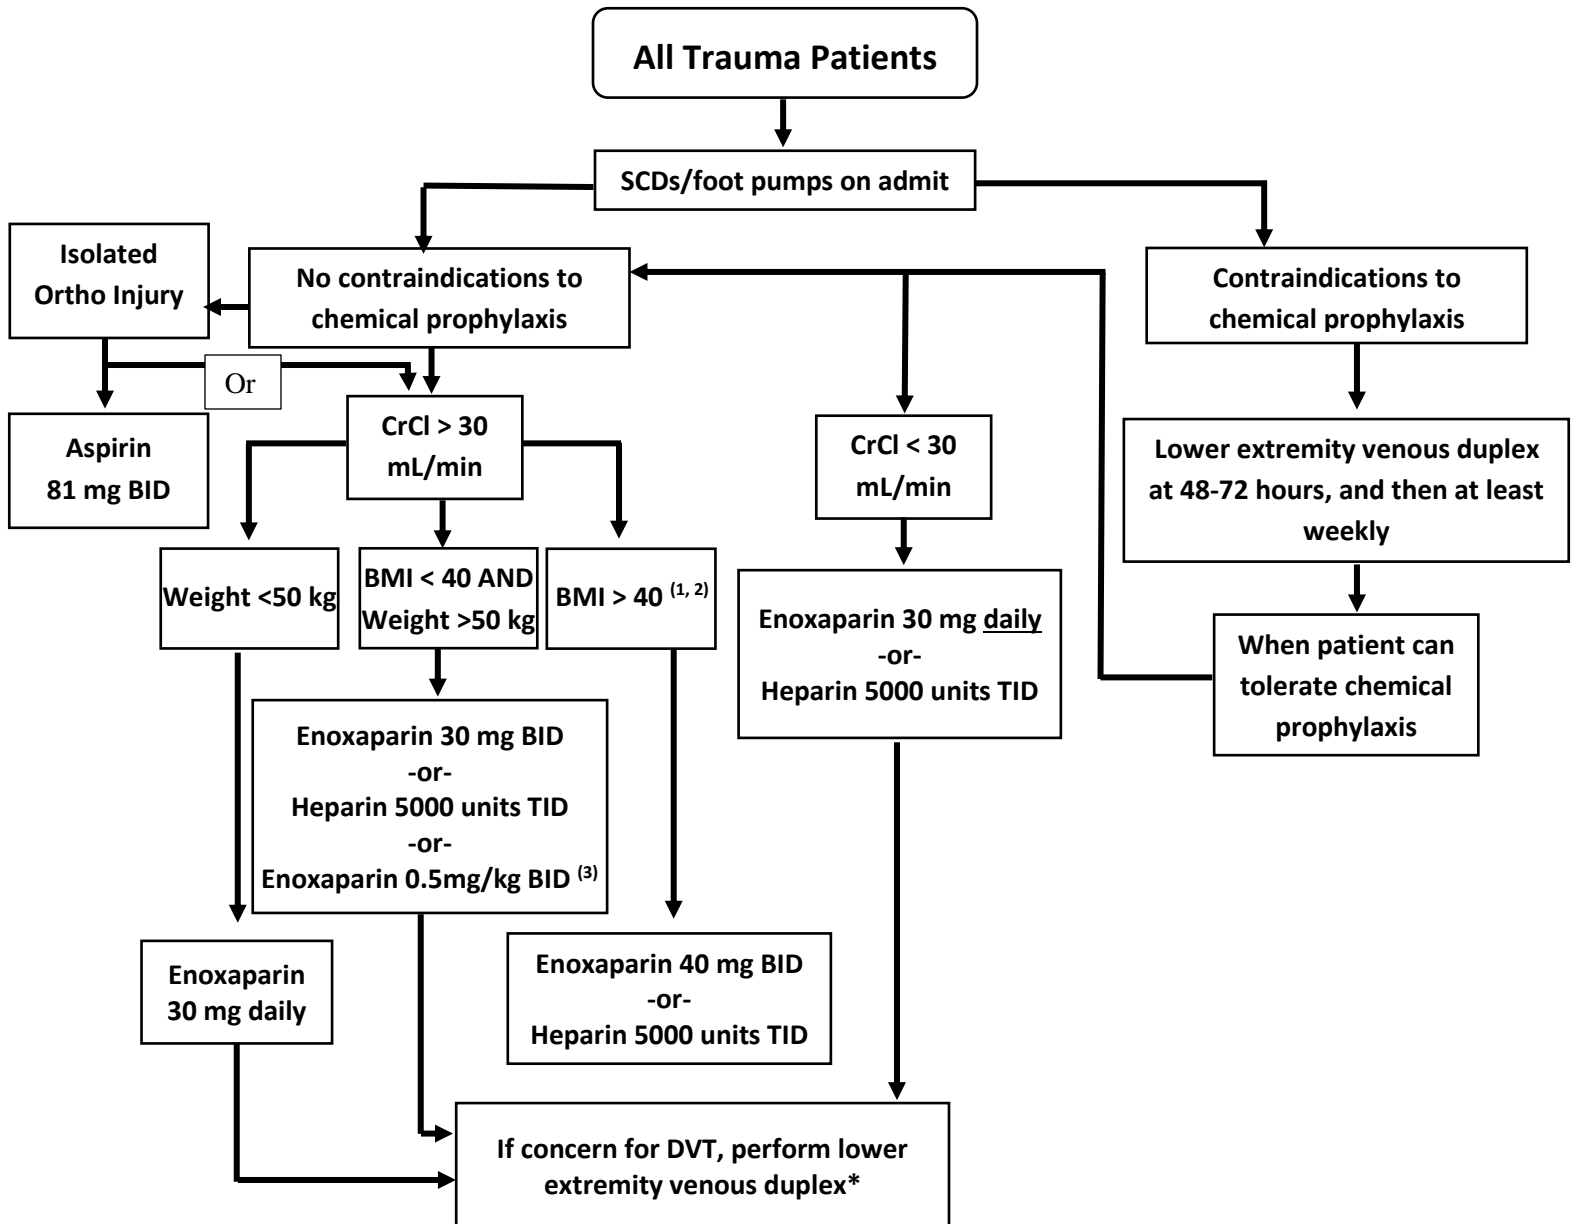 All Trauma Patients
SCDs/foot pumps on admit
Isolated
Ortho Injury
No contraindications to
chemical prophylaxis
Contraindications to
chemical prophylaxis
Or
Aspirin
81 mg BID
CrCl > 30
mL/min
CrCl < 30
mL/min
Lower extremity venous duplex
at 48-72 hours, and then at least
weekly
Weight <50 kg
BMI < 40 AND
Weight >50 kg
BMI > 40 (1, 2)
Enoxaparin 30 mg daily
-or-
Heparin 5000 units TID
When patient can
tolerate chemical
prophylaxis
Enoxaparin 30 mg BID
-or-
Heparin 5000 units TID
-or-
Enoxaparin 0.5mg/kg BID (3)
Enoxaparin
30 mg daily
Enoxaparin 40 mg BID
-or-
Heparin 5000 units TID
If concern for DVT, perform lower
extremity venous duplex*